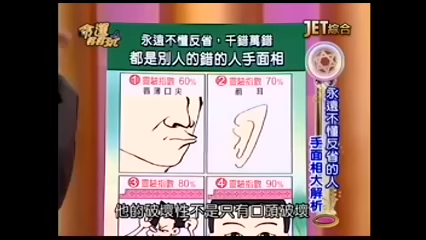 命運好好玩
JET綜合
永遠不懂反省，千錯萬錯
都是別人的錯的人手面相
① 靈驗指數 60%
唇薄口尖
② 靈驗指數 70%
③ 靈驗指數 80%
④ 靈驗指數 90%
永遠不懂反省的人
手面相大解析
他的破壞性不是只有口頭破壞